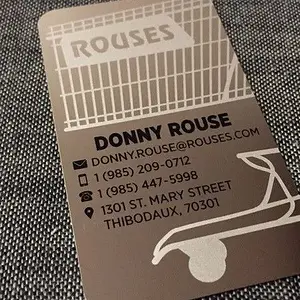 ROUSES
DONNY ROUSE
DONNY.ROUSE@ROUSES.COM
1 (985) 209-0712
1 (985) 447-5998
1301 ST. MARY STREET
THIBODAUX, 70301